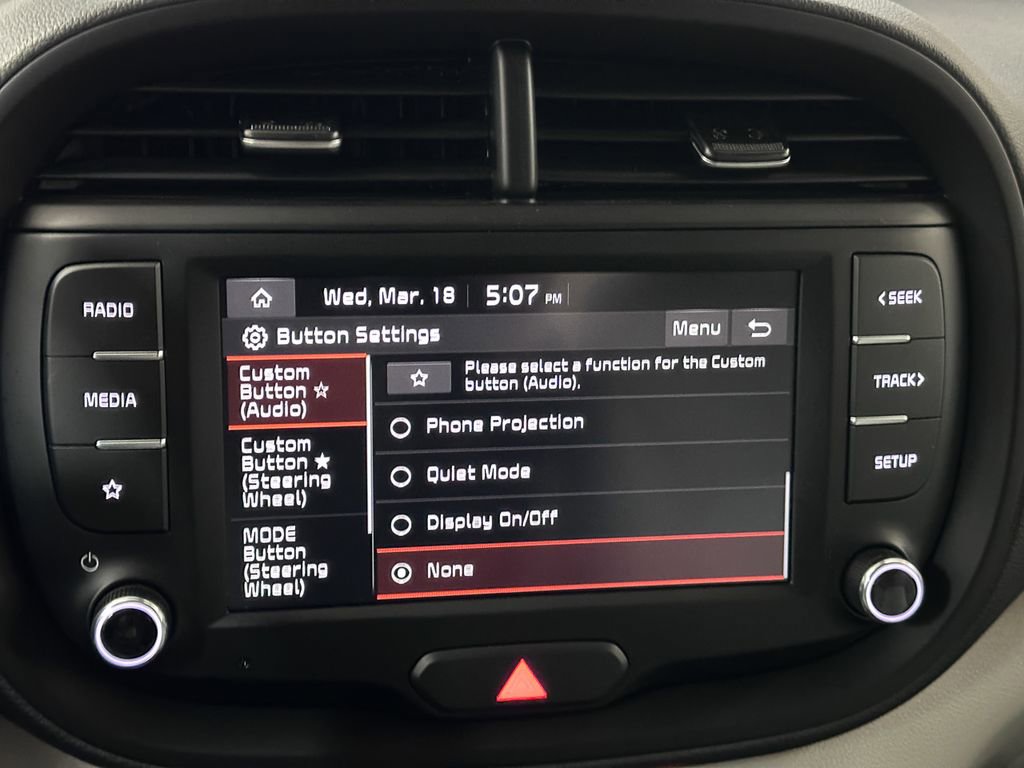 RADIO
MEDIA
Wed, Mar. 18 5:07 PM
Button Settings
Menu
Custom
Button ☆
(Audio)
Custom
Button ★
(Steering
Wheel)
MODE
Button
(Steering
Wheel)
Please select a function for the Custom
button (Audio).
Phone Projection
Quiet Mode
Display On/Off
None
<SEEK
TRACK>
SETUP